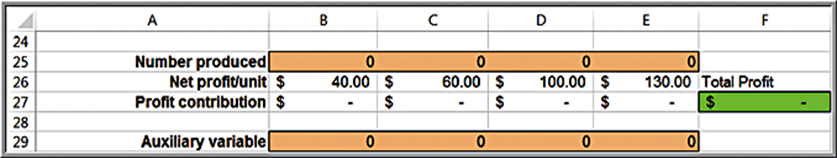 A B C D E F
24
25 Number produced 0 0 0 0
26 Net profit/unit $ 40.00 $ 60.00 $ 100.00 $ 130.00 Total Profit
27 Profit contribution $ - $ - $ - $ - $ -
28
29 Auxiliary variable 0 0 0 0